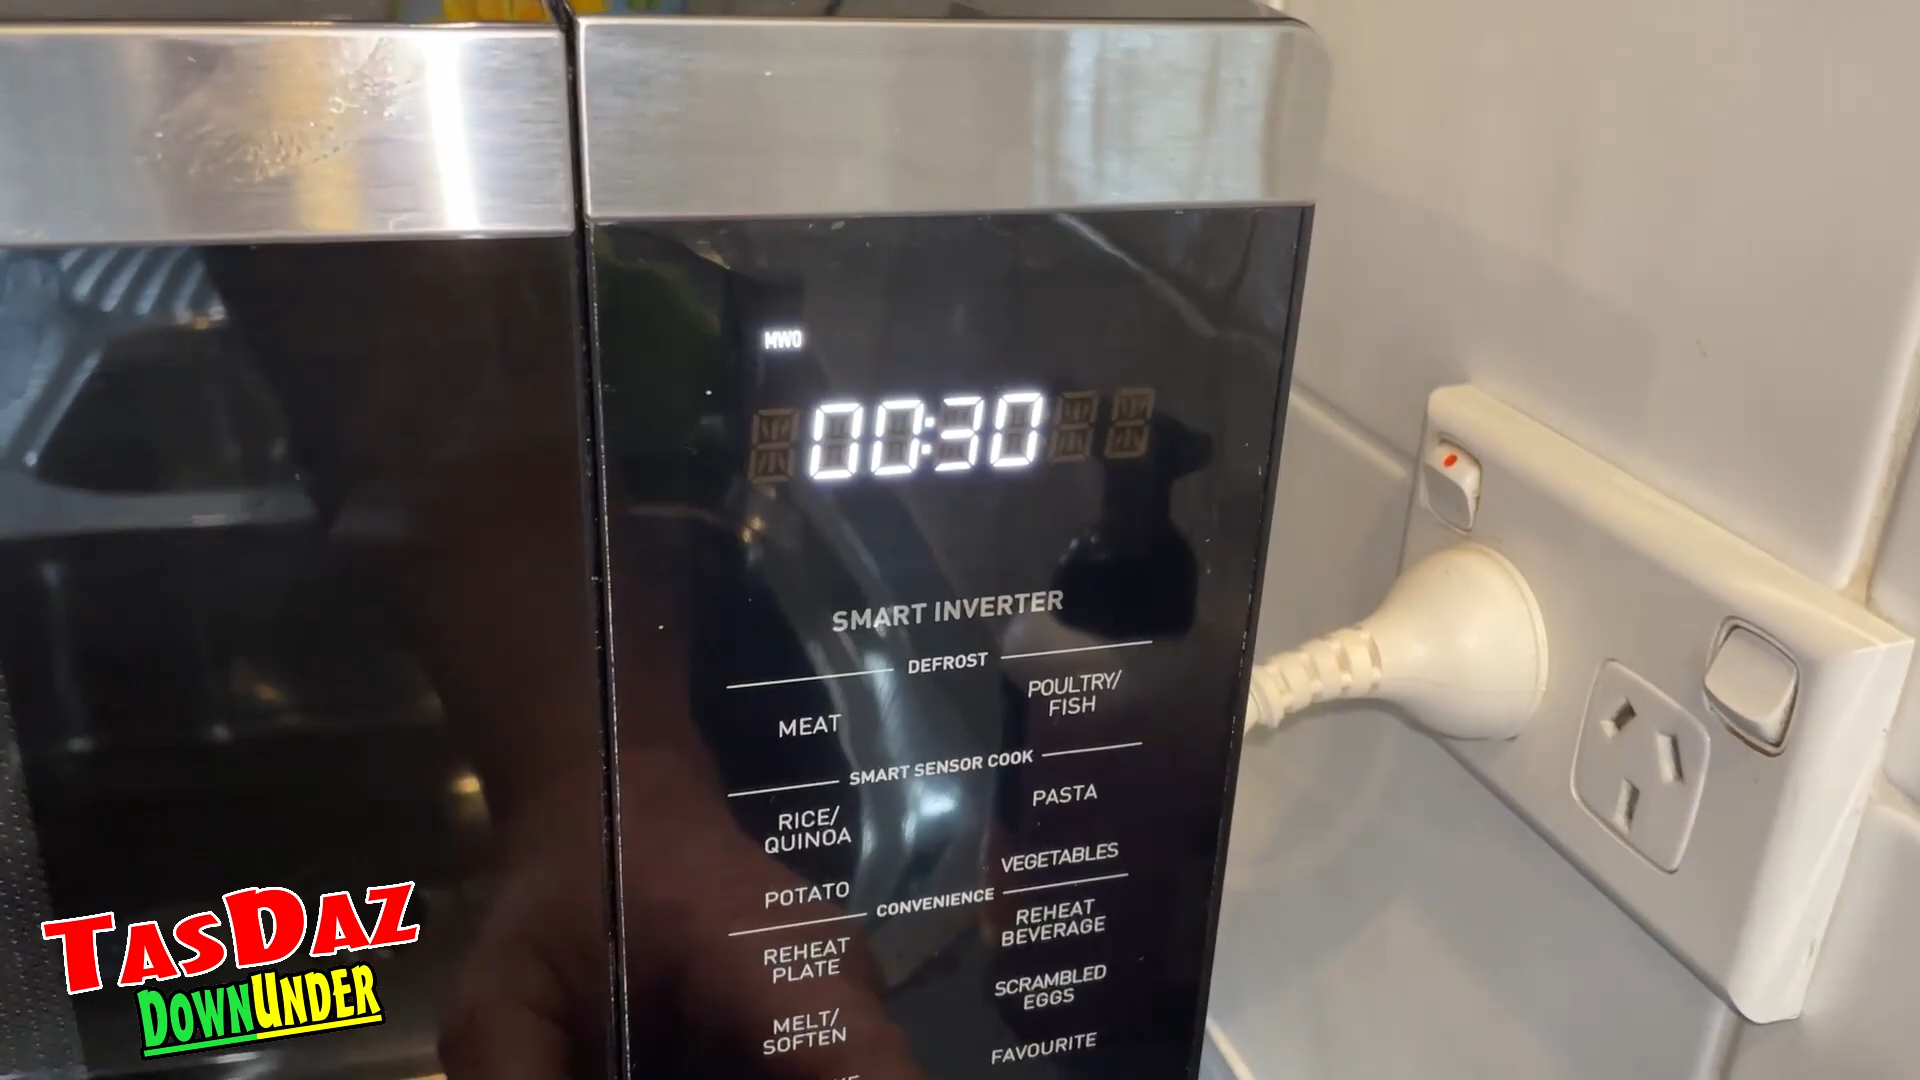 MWO
00:30
SMART INVERTER
DEFROST
MEAT
POULTRY/
FISH
SMART SENSOR COOK
RICE/
QUINOA
PASTA
POTATO
VEGETABLES
CONVENIENCE
REHEAT
PLATE
REHEAT
BEVERAGE
MELT/
SOFTEN
SCRAMBLED
EGGS
FAVOURITE
TASDAZ
DOWNUNDER